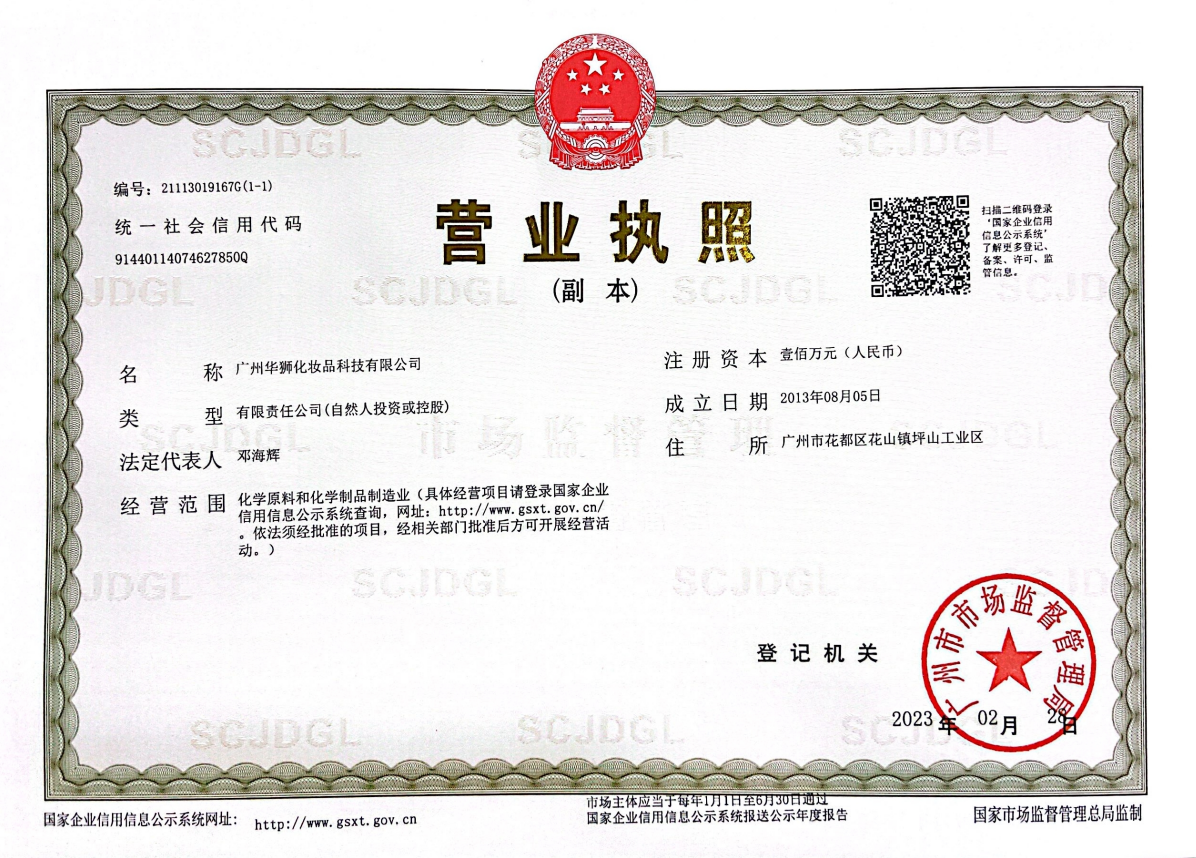 编号：21113019167G(1-1)
统一社会信用代码
91440114074627850Q
营业执照
(副 本)
扫描二维码登录
‘国家企业信用
信息公示系统’
了解更多登记、
备案、许可、监
管信息。
名 称 广州华狮化妆品科技有限公司
类 型 有限责任公司(自然人投资或控股)
法定代表人 邓海辉
经营范围 化学原料和化学制品制造业（具体经营项目请登录国家企业
信用信息公示系统查询，网址：http://www.gsxt.gov.cn/
。依法须经批准的项目，经相关部门批准后方可开展经营活
动。）
注册资本 壹佰万元（人民币）
成立日期 2013年08月05日
住 所 广州市花都区花山镇坪山工业区
登记机关
广州市市场监督管理局
2023年 02月 28日
国家企业信用信息公示系统网址： http://www.gsxt.gov.cn
市场主体应当于每年1月1日至6月30日通过
国家企业信用信息公示系统报送公示年度报告
国家市场监督管理总局监制
SCJDGL
市场监督管理